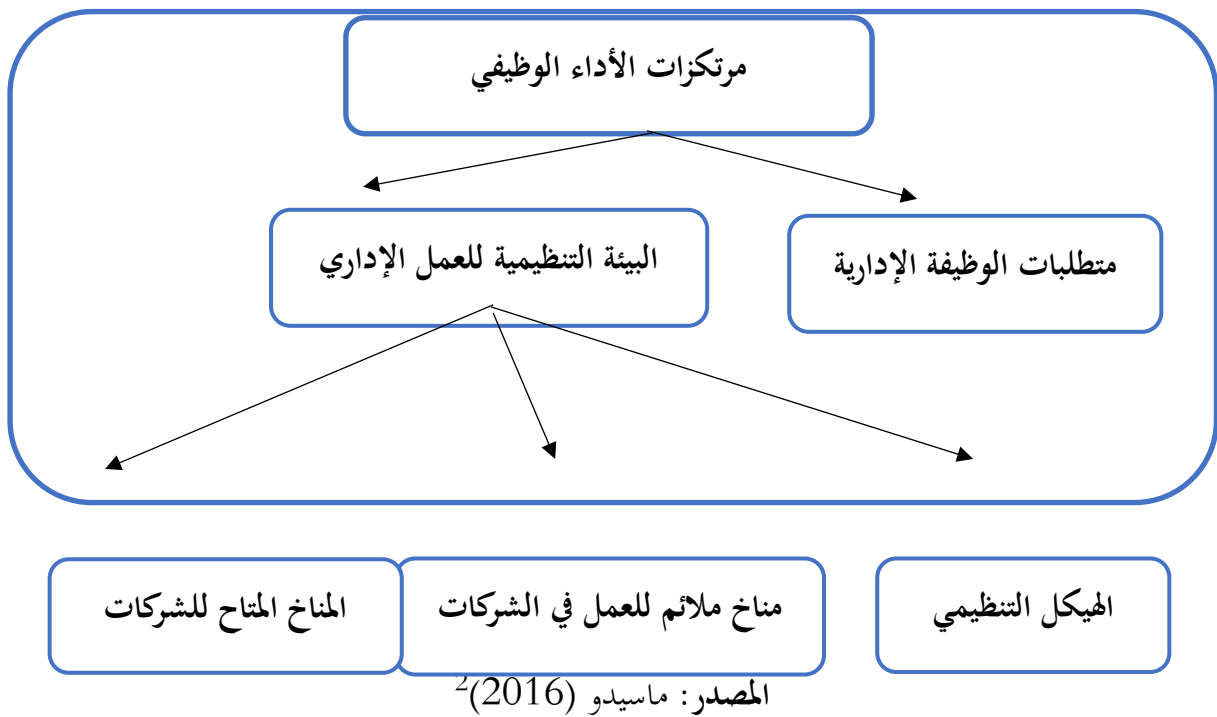 مرتكزات الأداء الوظيفي
متطلبات الوظيفة الإدارية
البيئة التنظيمية للعمل الإداري
الهيكل التنظيمي
مناخ ملائم للعمل في الشركات
المناخ المتاح للشركات
المصدر: ماسيدو (2016)²